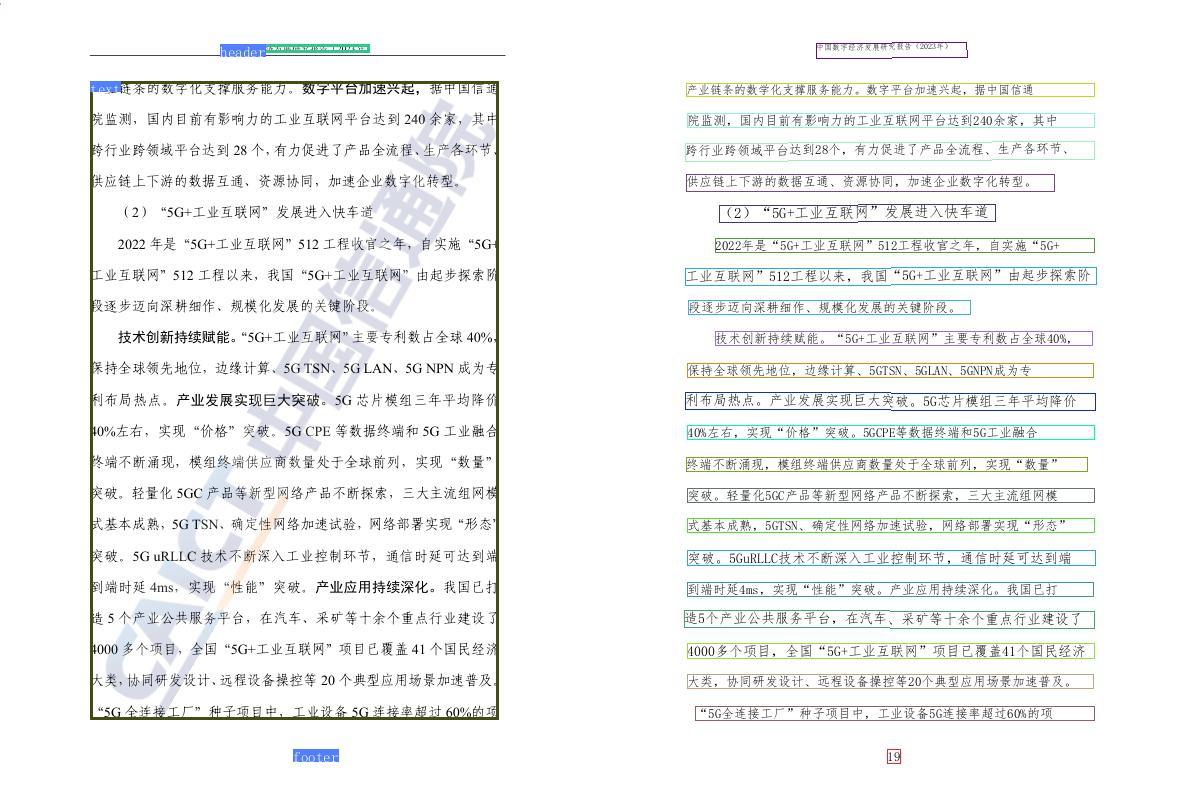 header
text链条的数字化支撑服务能力。数字平台加速兴起，据中国信通
院监测，国内目前有影响力的工业互联网平台达到 240 余家，其中
跨行业跨领域平台达到 28 个，有力促进了产品全流程、生产各环节、
供应链上下游的数据互通、资源协同，加速企业数字化转型。
（2）“5G+工业互联网”发展进入快车道
2022 年是“5G+工业互联网”512 工程收官之年，自实施“5G+
工业互联网”512 工程以来，我国“5G+工业互联网”由起步探索阶
段逐步迈向深耕细作、规模化发展的关键阶段。
技术创新持续赋能。“5G+工业互联网”主要专利数占全球 40%，
保持全球领先地位，边缘计算、5G TSN、5G LAN、5G NPN 成为专
利布局热点。产业发展实现巨大突破。5G 芯片模组三年平均降价
40%左右，实现“价格”突破。5G CPE 等数据终端和 5G 工业融合
终端不断涌现，模组终端供应商数量处于全球前列，实现“数量”
突破。轻量化 5GC 产品等新型网络产品不断探索，三大主流组网模
式基本成熟，5G TSN、确定性网络加速试验，网络部署实现“形态”
突破。5G uRLLC 技术不断深入工业控制环节，通信时延可达到端
到端时延 4ms，实现“性能”突破。产业应用持续深化。我国已打
造 5 个产业公共服务平台，在汽车、采矿等十余个重点行业建设了
4000 多个项目，全国“5G+工业互联网”项目已覆盖 41 个国民经济
大类，协同研发设计、远程设备操控等 20 个典型应用场景加速普及。
“5G 全连接工厂”种子项目中，工业设备 5G 连接率超过 60%的项
CAICT 中国信通院
footer
中国数字经济发展研究报告（2023年）
产业链条的数学化支撑服务能力。数字平台加速兴起，据中国信通
院监测，国内目前有影响力的工业互联网平台达到240余家，其中
跨行业跨领域平台达到28个，有力促进了产品全流程、生产各环节、
供应链上下游的数据互通、资源协同，加速企业数字化转型。
（2）“5G+工业互联网”发展进入快车道
2022年是“5G+工业互联网”512工程收官之年，自实施“5G+
工业互联网”512工程以来，我国“5G+工业互联网”由起步探索阶
段逐步迈向深耕细作、规模化发展的关键阶段。
技术创新持续赋能。“5G+工业互联网”主要专利数占全球40%，
保持全球领先地位，边缘计算、5GTSN、5GLAN、5GNPN成为专
利布局热点。产业发展实现巨大突破。5G芯片模组三年平均降价
40%左右，实现“价格”突破。5GCPE等数据终端和5G工业融合
终端不断涌现，模组终端供应商数量处于全球前列，实现“数量”
突破。轻量化5GC产品等新型网络产品不断探索，三大主流组网模
式基本成熟，5GTSN、确定性网络加速试验，网络部署实现“形态”
突破。5GuRLLC技术不断深入工业控制环节，通信时延可达到端
到端时延4ms，实现“性能”突破。产业应用持续深化。我国已打
造5个产业公共服务平台，在汽车、采矿等十余个重点行业建设了
4000多个项目，全国“5G+工业互联网”项目已覆盖41个国民经济
大类，协同研发设计、远程设备操控等20个典型应用场景加速普及。
“5G全连接工厂”种子项目中，工业设备5G连接率超过60%的项
19